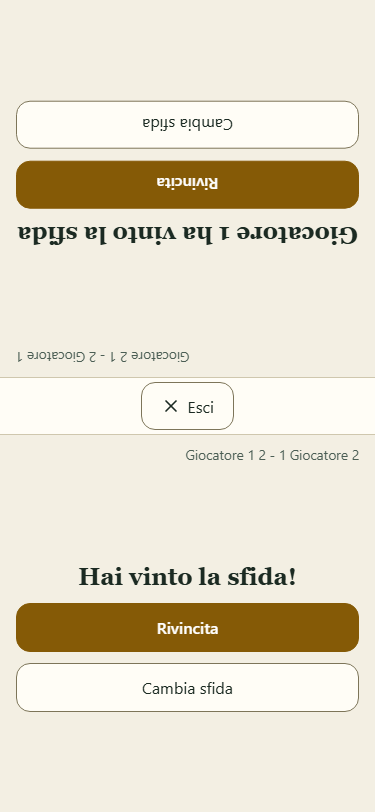 Cambia sfida
Rivincita
Giocatore 1 ha vinto la sfida
Giocatore 2 1 - 2 Giocatore 1
Esci
Giocatore 1 2 - 1 Giocatore 2
Hai vinto la sfida!
Rivincita
Cambia sfida